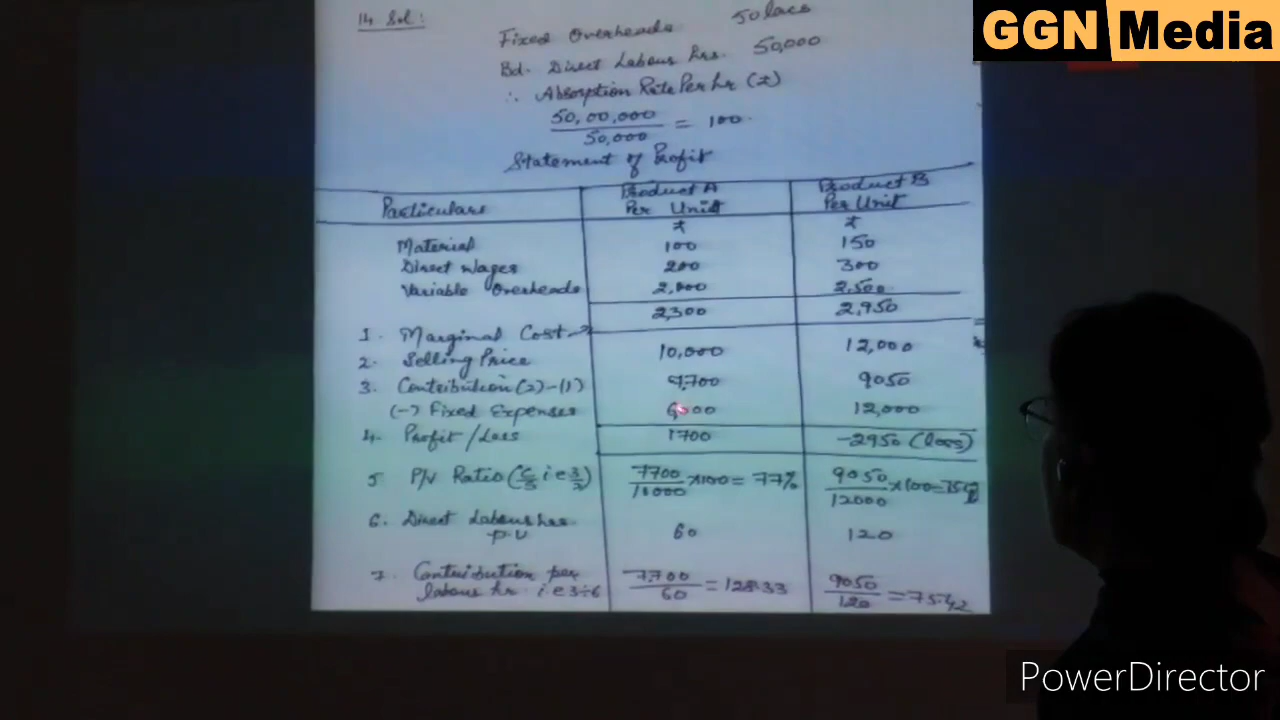 GGN Media
14. Sol:
Fixed Overheads 50 lacs
Bd. Direct Labour hrs. 50,000
∴ Absorption Rate Per hr (₹)
50,00,000 / 50,000 = 100
Statement of Profit
Particulars Product A Per Unit Product B Per Unit
₹ ₹
Material 100 150
Direct Wages 200 300
Variable Overheads 2,000 2,500
2,300 2,950
1. Marginal Cost →
2. Selling Price 10,000 12,000
3. Contribution (2)-(1) 7,700 9050
(-) Fixed Expenses 6000 12,000
4. Profit / Loss 1700 -2950 (loss)
5 P/V Ratio (C/S i e 3/2) 7700/10000 ×100 = 77% 9050/12000 ×100 =
6. Direct Labour hrs. P.U 60 120
7. Contribution per labour hr. i e 3÷6 7,700/60 = 128.33 9050/120 = 75.42
PowerDirector